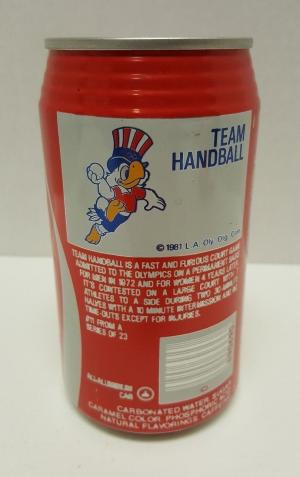 TEAM
HANDBALL
© 1981 L.A. Oly. Org. Com.
TEAM HANDBALL IS A FAST AND FURIOUS COURT GAME
ADMITTED TO THE OLYMPICS ON A PERMANENT BASIS
FOR MEN IN 1972 AND FOR WOMEN 4 YEARS LATER.
IT'S CONTESTED ON A LARGE COURT WITH
ATHLETES TO A SIDE DURING TWO 30-MINUTE
HALVES WITH A 10 MINUTE INTERMISSION AND
TIME-OUTS EXCEPT FOR INJURIES.
#11 FROM A
SERIES OF 23
ALL-ALUMINUM
CAN
CARBONATED WATER,
CARAMEL COLOR, PHOSPHORIC
NATURAL FLAVORINGS,